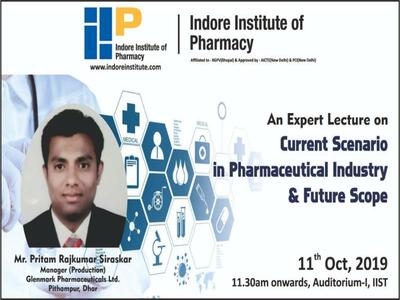 IIP
Indore Institute of
Pharmacy
www.indoreinstitute.com
Indore Institute of
Pharmacy
Affiliated to - RGPV(Bhopal) & Approved by - AICTE(New Delhi) & PCI(New Delhi)
An Expert Lecture on
Current Scenario
in Pharmaceutical Industry
& Future Scope
MEDICAL
Mr. Pritam Rajkumar Siraskar
Manager (Production)
Glenmark Pharmaceuticals Ltd.
Pithampur, Dhar
11th Oct, 2019
11.30am onwards, Auditorium-I, IIST